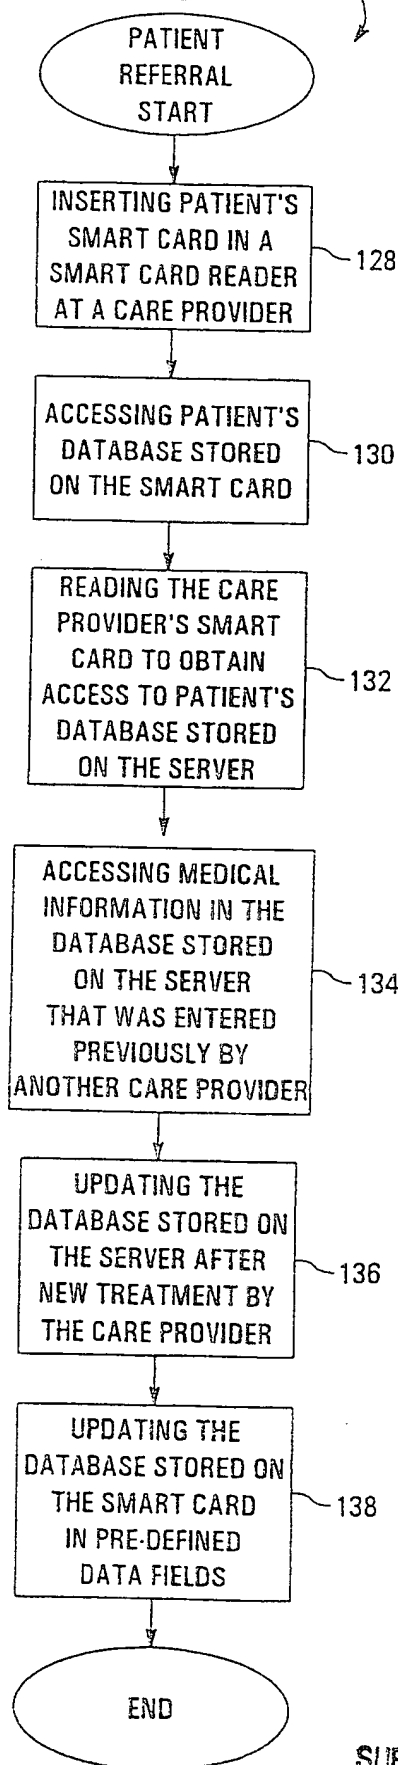 PATIENT
REFERRAL
START
INSERTING PATIENT'S
SMART CARD IN A
SMART CARD READER
AT A CARE PROVIDER
128
ACCESSING PATIENT'S
DATABASE STORED
ON THE SMART CARD
130
READING THE CARE
PROVIDER'S SMART
CARD TO OBTAIN
ACCESS TO PATIENT'S
DATABASE STORED
ON THE SERVER
132
ACCESSING MEDICAL
INFORMATION IN THE
DATABASE STORED
ON THE SERVER
THAT WAS ENTERED
PREVIOUSLY BY
ANOTHER CARE PROVIDER
134
UPDATING THE
DATABASE STORED ON
THE SERVER AFTER
NEW TREATMENT BY
THE CARE PROVIDER
136
UPDATING THE
DATABASE STORED ON
THE SMART CARD
IN PRE-DEFINED
DATA FIELDS
138
END